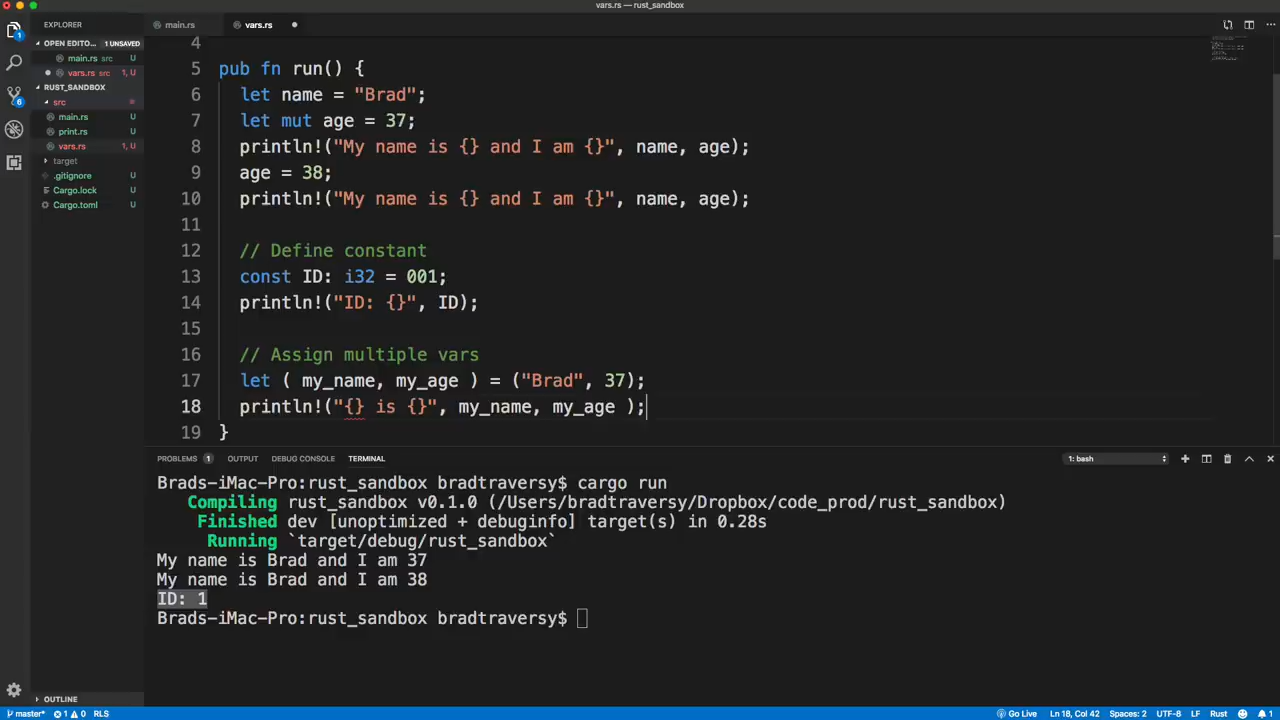 vars.rs — rust_sandbox
EXPLORER
main.rs
vars.rs
OPEN EDITO... 1 UNSAVED
main.rs src
vars.rs src 1, U
RUST_SANDBOX
src
main.rs U
print.rs U
vars.rs 1, U
target
.gitignore U
Cargo.lock U
Cargo.toml U
OUTLINE
1
6
4
5 pub fn run() {
6 let name = "Brad";
7 let mut age = 37;
8 println!("My name is {} and I am {}", name, age);
9 age = 38;
10 println!("My name is {} and I am {}", name, age);
11
12 // Define constant
13 const ID: i32 = 001;
14 println!("ID: {}", ID);
15
16 // Assign multiple vars
17 let ( my_name, my_age ) = ("Brad", 37);
18 println!("{} is {}", my_name, my_age );
19 }
PROBLEMS 1 OUTPUT DEBUG CONSOLE TERMINAL 1: bash
Brads-iMac-Pro:rust_sandbox bradtraversy$ cargo run
Compiling rust_sandbox v0.1.0 (/Users/bradtraversy/Dropbox/code_prod/rust_sandbox)
Finished dev [unoptimized + debuginfo] target(s) in 0.28s
Running `target/debug/rust_sandbox`
My name is Brad and I am 37
My name is Brad and I am 38
ID: 1
Brads-iMac-Pro:rust_sandbox bradtraversy$
master* 1 0 RLS Go Live Ln 18, Col 42 Spaces: 2 UTF-8 LF Rust 1